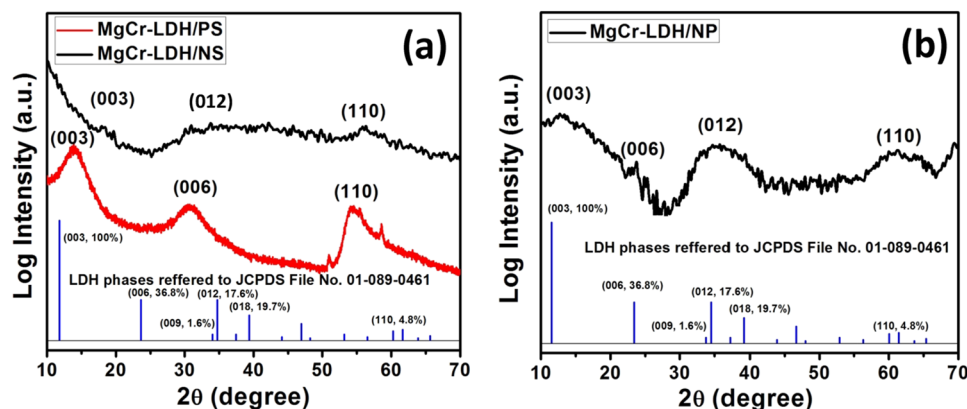 MgCr-LDH/PS
MgCr-LDH/NS
(a)
(003)
(012)
(110)
(003)
(006)
(110)
(003, 100%)
LDH phases reffered to JCPDS File No. 01-089-0461
(006, 36.8%)
(012, 17.6%)
(018, 19.7%)
(009, 1.6%)
(110, 4.8%)
10 20 30 40 50 60 70
2θ (degree)
Log Intensity (a.u.)
MgCr-LDH/NP
(b)
(003)
(006)
(012)
(110)
(003, 100%)
LDH phases reffered to JCPDS File No. 01-089-0461
(006, 36.8%)
(012, 17.6%)
(018, 19.7%)
(009, 1.6%)
(110, 4.8%)
10 20 30 40 50 60 70
2θ (degree)
Log Intensity (a.u.)